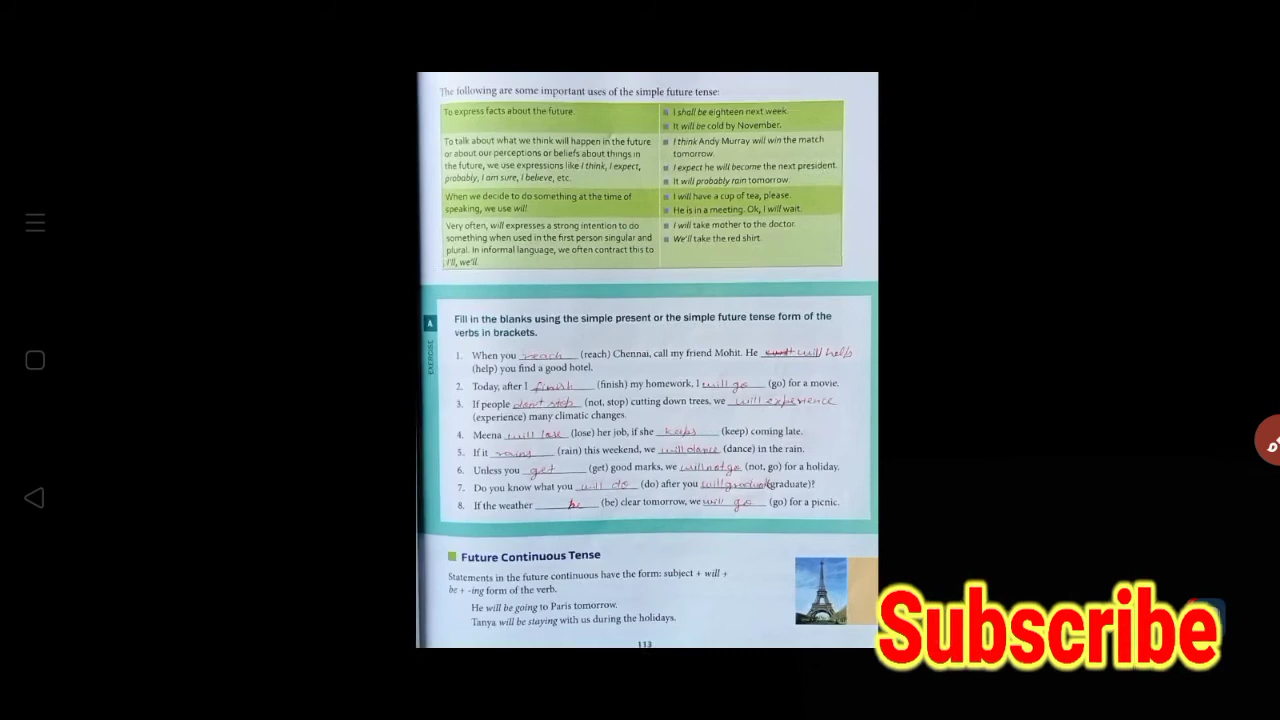 The following are some important uses of the simple future tense:
To express facts about the future.
I shall be eighteen next week.
It will be cold by November.
To talk about what we think will happen in the future
or about our perceptions or beliefs about things in
the future, we use expressions like I think, I expect,
probably, I am sure, I believe, etc.
I think Andy Murray will win the match
tomorrow.
I expect he will become the next president.
It will probably rain tomorrow.
When we decide to do something at the time of
speaking, we use will.
I will have a cup of tea, please.
He is in a meeting. Ok, I will wait.
Very often, will expresses a strong intention to do
something when used in the first person singular and
plural. In informal language, we often contract this to
I'll, we'll.
I will take mother to the doctor.
We'll take the red shirt.
A
EXERCISE
Fill in the blanks using the simple present or the simple future tense form of the
verbs in brackets.
1. When you reach (reach) Chennai, call my friend Mohit. He will help
(help) you find a good hotel.
2. Today, after I finish (finish) my homework, I will go (go) for a movie.
3. If people don't stop (not, stop) cutting down trees, we will experience
(experience) many climatic changes.
4. Meena will lose (lose) her job, if she keeps (keep) coming late.
5. If it rains (rain) this weekend, we will dance (dance) in the rain.
6. Unless you get (get) good marks, we will not go (not, go) for a holiday.
7. Do you know what you will do (do) after you will graduate (graduate)?
8. If the weather be (be) clear tomorrow, we will go (go) for a picnic.
Future Continuous Tense
Statements in the future continuous have the form: subject + will +
be + -ing form of the verb.
He will be going to Paris tomorrow.
Tanya will be staying with us during the holidays.
113
Subscribe